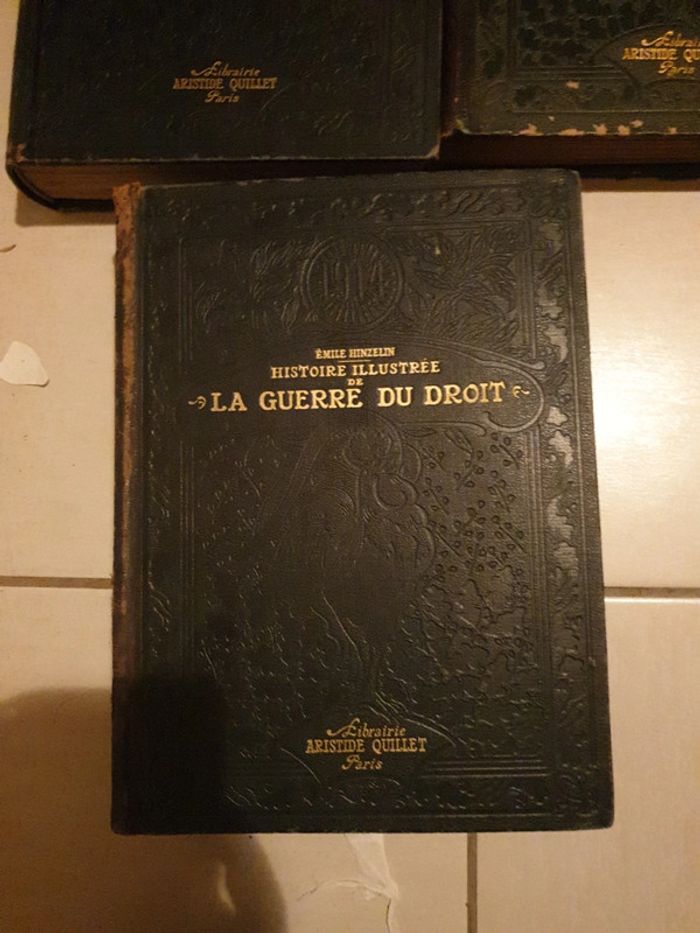 Librairie
ARISTIDE QUILLET
Paris
Librairie
ARISTIDE QU
Paris
1914
ÉMILE HINZELIN
HISTOIRE ILLUSTRÉE
DE
LA GUERRE DU DROIT
Librairie
ARISTIDE QUILLET
Paris